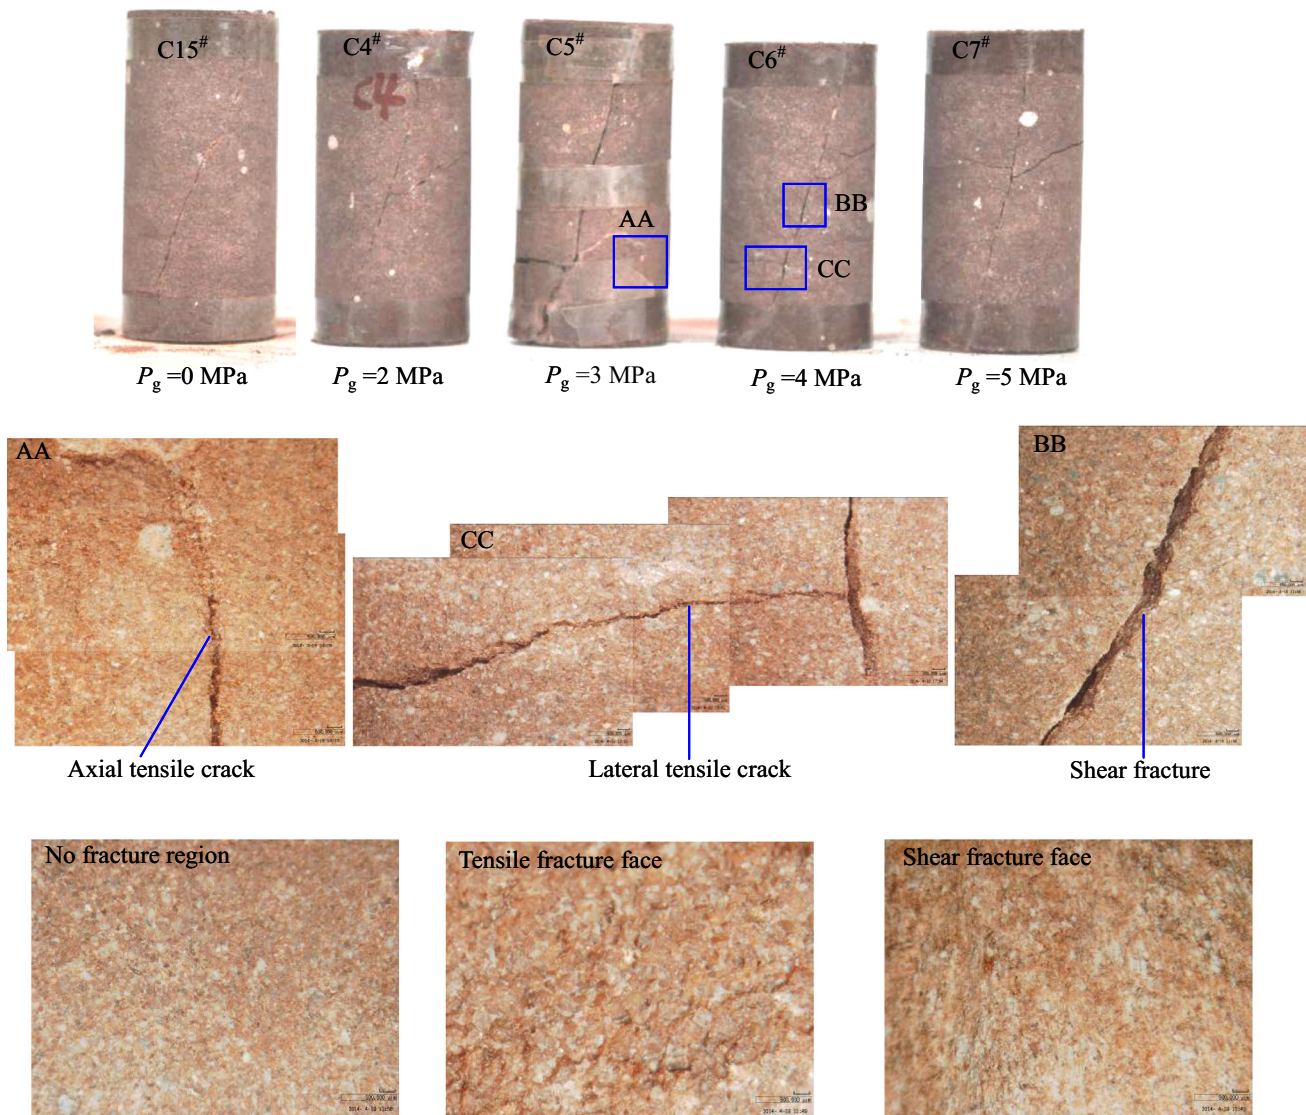 C15#
C4#
C5#
C6#
C7#
C4
AA
BB
CC
Pg =0 MPa
Pg =2 MPa
Pg =3 MPa
Pg =4 MPa
Pg =5 MPa
AA
CC
BB
Axial tensile crack
Lateral tensile crack
Shear fracture
No fracture region
Tensile fracture face
Shear fracture face